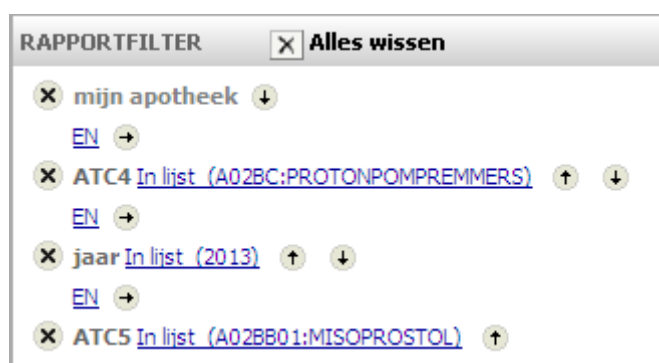 RAPPORTFILTER Alles wissen
mijn apotheek
EN
ATC4 In lijst (A02BC:PROTONPOMPREMMERS)
EN
jaar In lijst (2013)
EN
ATC5 In lijst (A02BB01:MISOPROSTOL)